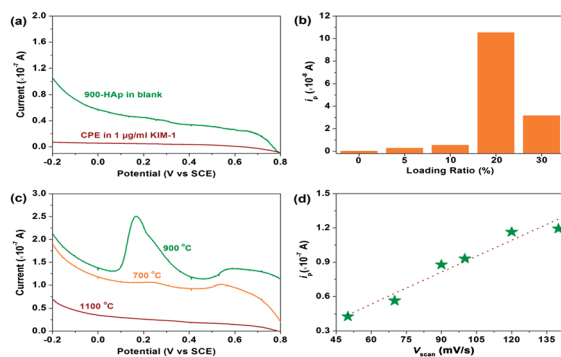 (a)
2.0
1.6
1.2
0.8
0.4
0.0
Current (·10⁻⁷ A)
900-HAp in blank
CPE in 1 μg/ml KIM-1
-0.2 0.0 0.2 0.4 0.6 0.8
Potential (V vs SCE)
(b)
12
10
8
6
4
2
0
iₚ (·10⁻⁸ A)
0 5 10 20 30
Loading Ratio (%)
(c)
3.0
2.5
2.0
1.5
1.0
0.5
0.0
Current (·10⁻⁷ A)
900 °C
700 °C
1100 °C
-0.2 0.0 0.2 0.4 0.6 0.8
Potential (V vs SCE)
(d)
1.5
1.2
0.9
0.6
0.3
iₚ (·10⁻⁷ A)
45 60 75 90 105 120 135
Vscan (mV/s)